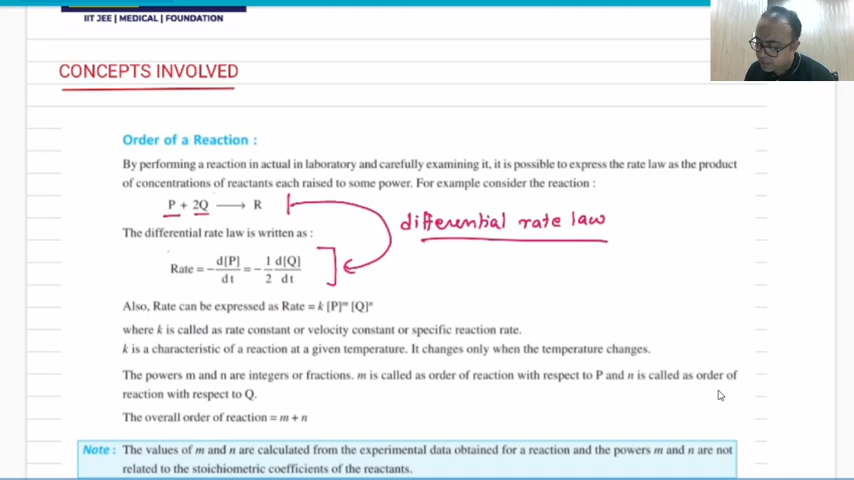 IIT JEE | MEDICAL | FOUNDATION
CONCEPTS INVOLVED
Order of a Reaction :
By performing a reaction in actual in laboratory and carefully examining it, it is possible to express the rate law as the product
of concentrations of reactants each raised to some power. For example consider the reaction :
P + 2Q ⟶ R
differential rate law
The differential rate law is written as :
Rate = −d[P]/dt = −1/2 d[Q]/dt
Also, Rate can be expressed as Rate = k [P]ᵐ [Q]ⁿ
where k is called as rate constant or velocity constant or specific reaction rate.
k is a characteristic of a reaction at a given temperature. It changes only when the temperature changes.
The powers m and n are integers or fractions. m is called as order of reaction with respect to P and n is called as order of
reaction with respect to Q.
The overall order of reaction = m + n
Note : The values of m and n are calculated from the experimental data obtained for a reaction and the powers m and n are not
related to the stoichiometric coefficients of the reactants.